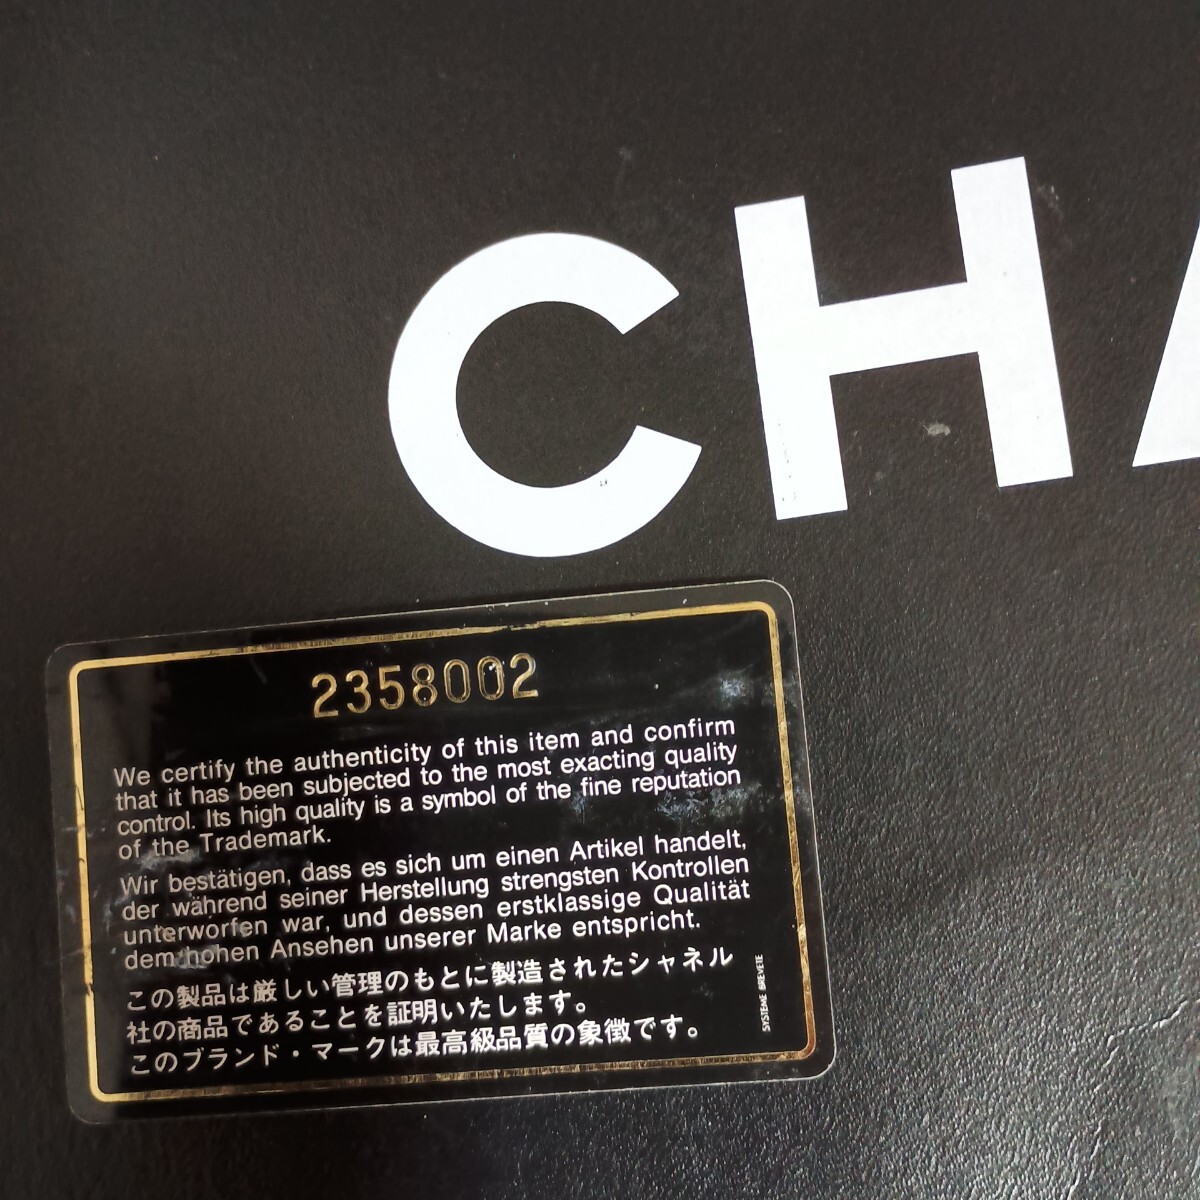 CHA
2358002
We certify the authenticity of this item and confirm
that it has been subjected to the most exacting quality
control. Its high quality is a symbol of the fine reputation
of the Trademark.
Wir bestätigen, dass es sich um einen Artikel handelt,
der während seiner Herstellung strengsten Kontrollen
unterworfen war, und dessen erstklassige Qualität
dem hohen Ansehen unserer Marke entspricht.
この製品は厳しい管理のもとに製造されたシャネル
社の商品であることを証明いたします。
このブランド・マークは最高級品質の象徴です。
SYSTEME BREVETE